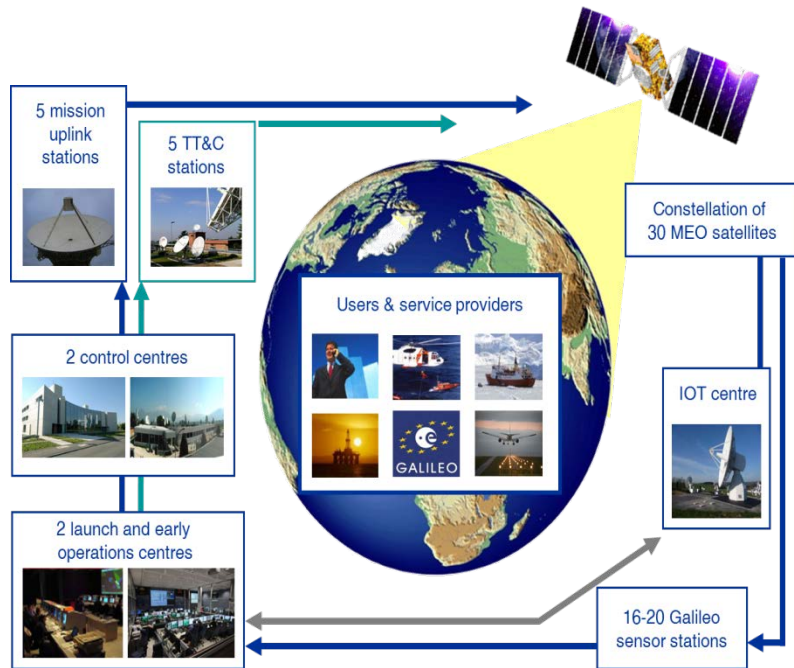 5 mission
uplink
stations
5 TT&C
stations
Constellation of
30 MEO satellites
Users & service providers
GALILEO
2 control centres
IOT centre
2 launch and early
operations centres
16-20 Galileo
sensor stations